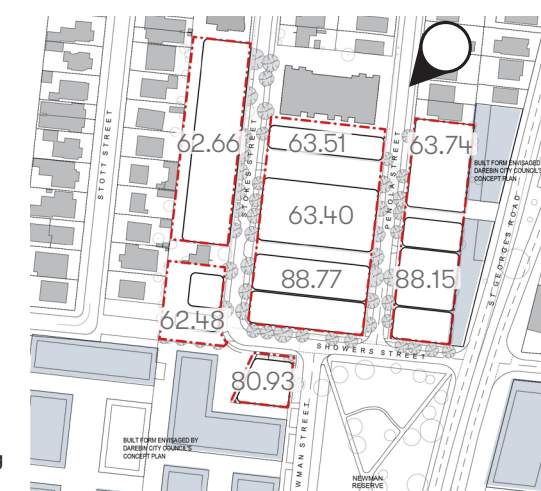 62.66
63.51
63.74
BUILT FORM ENVISAGED
DAREBIN CITY COUNCIL'S
CONCEPT PLAN
STOTT STREET
STOKES STREET
PENOLA STREET
ST GEORGES ROAD
63.40
88.77
88.15
62.48
SHOWERS STREET
80.93
BUILT FORM ENVISAGED BY
DAREBIN CITY COUNCIL'S
CONCEPT PLAN
WMAN STREET
NEWMAN
RESERVE
g